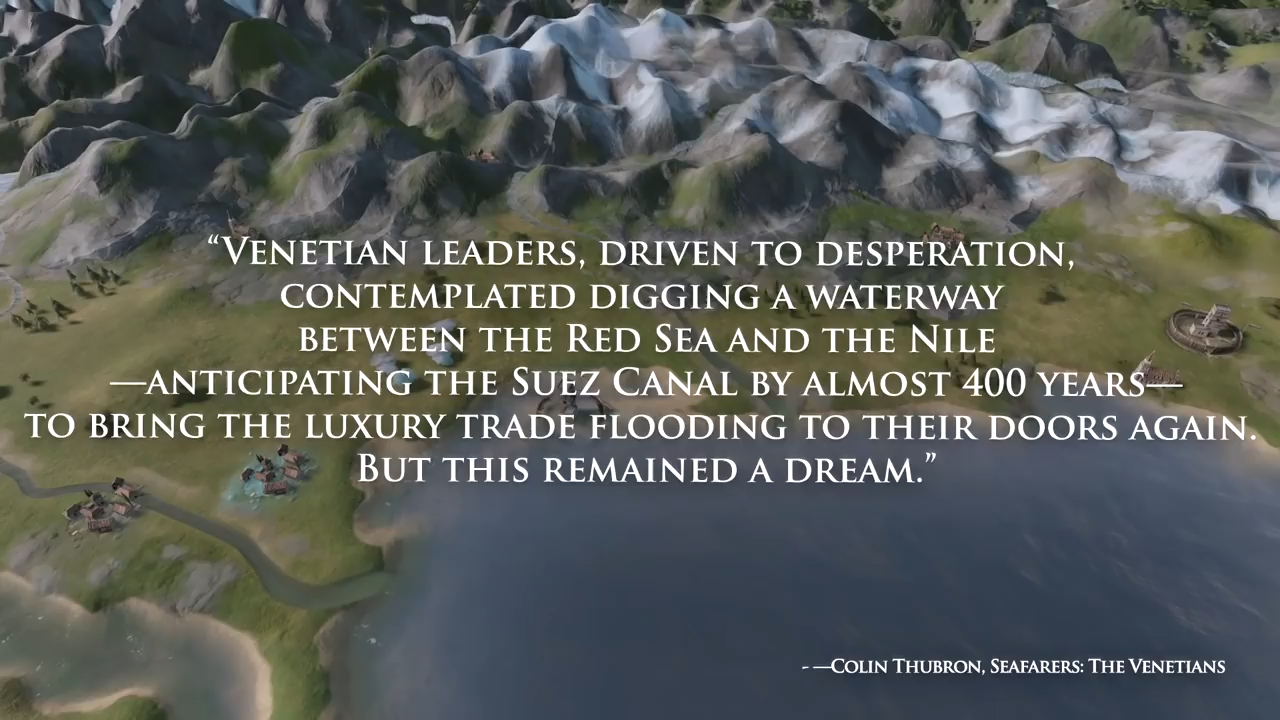 “Venetian leaders, driven to desperation,
contemplated digging a waterway
between the Red Sea and the Nile
—anticipating the Suez Canal by almost 400 years—
to bring the luxury trade flooding to their doors again.
But this remained a dream.”
- —Colin Thubron, Seafarers: The Venetians